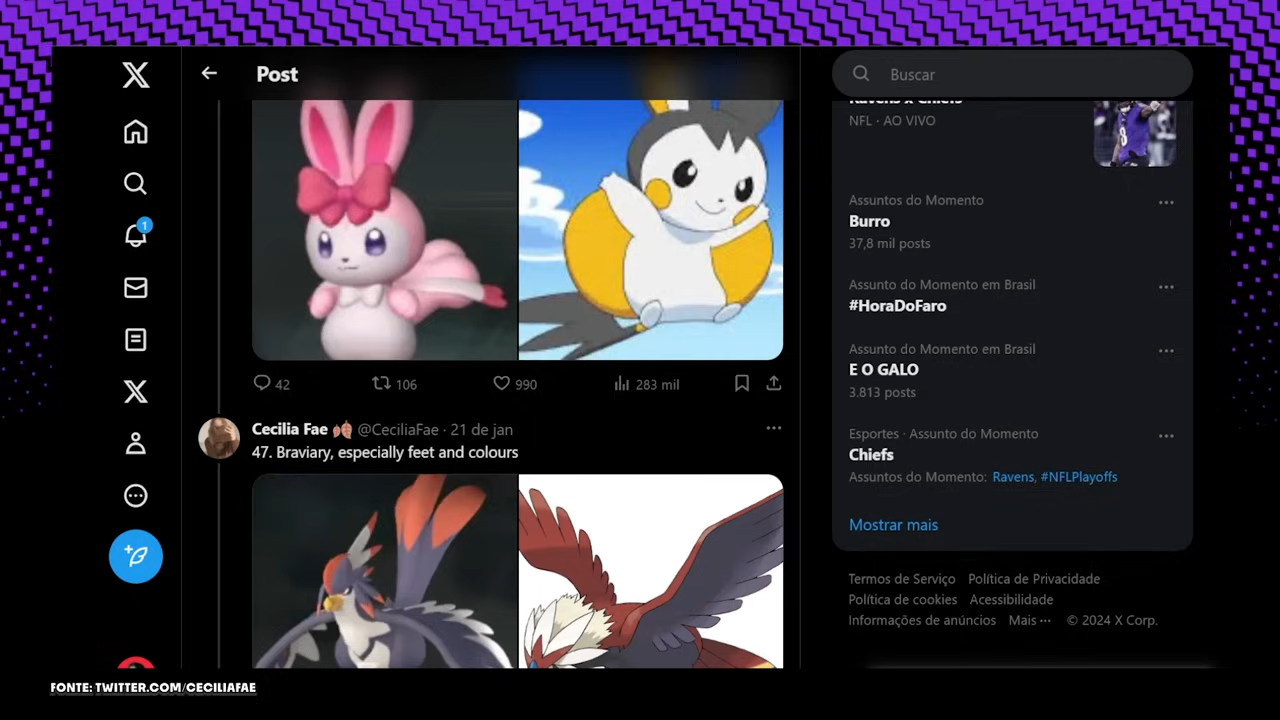 Post
42
106
990
283 mil
Cecilia Fae 🍂 @CeciliaFae · 21 de jan
47. Braviary, especially feet and colours
1
Buscar
Ravens x Chiefs
NFL · AO VIVO
Assuntos do Momento
Burro
37,8 mil posts
Assunto do Momento em Brasil
#HoraDoFaro
Assunto do Momento em Brasil
E O GALO
3.813 posts
Esportes · Assunto do Momento
Chiefs
Assuntos do Momento: Ravens, #NFLPlayoffs
Mostrar mais
Termos de Serviço Política de Privacidade
Política de cookies Acessibilidade
Informações de anúncios Mais ··· © 2024 X Corp.
FONTE: TWITTER.COM/CECILIAFAE